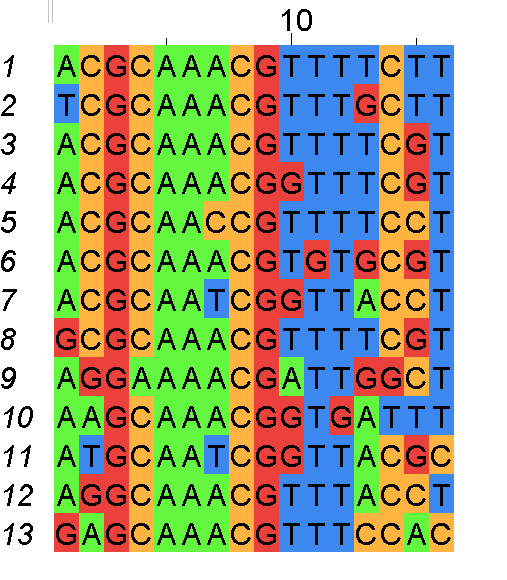 10
1 ACGCAAACGTTTTCTT
2 TCGCAAACGTTTGCTT
3 ACGCAAACGTTTTCGT
4 ACGCAAACGGTTTCGT
5 ACGCAACCGTTTTCCT
6 ACGCAAACGTGTGCGT
7 ACGCAATCGGTTACCT
8 GCGCAAACGTTTTCGT
9 AGGAAAACGATTGGCT
10 AAGCAAACGGTGATTT
11 ATGCAATCGGTTACGC
12 AGGCAAACGTTTACCT
13 GAGCAAACGTTTCCAC